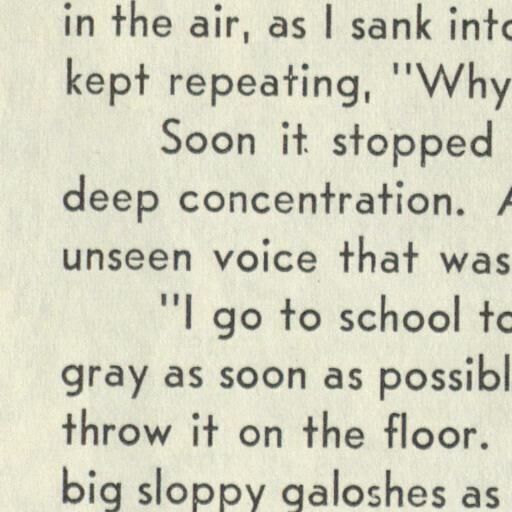 in the air, as I sank into
kept repeating, "Why
Soon it stopped
deep concentration.
unseen voice that was
"I go to school to
gray as soon as possibl
throw it on the floor.
big sloppy galoshes as